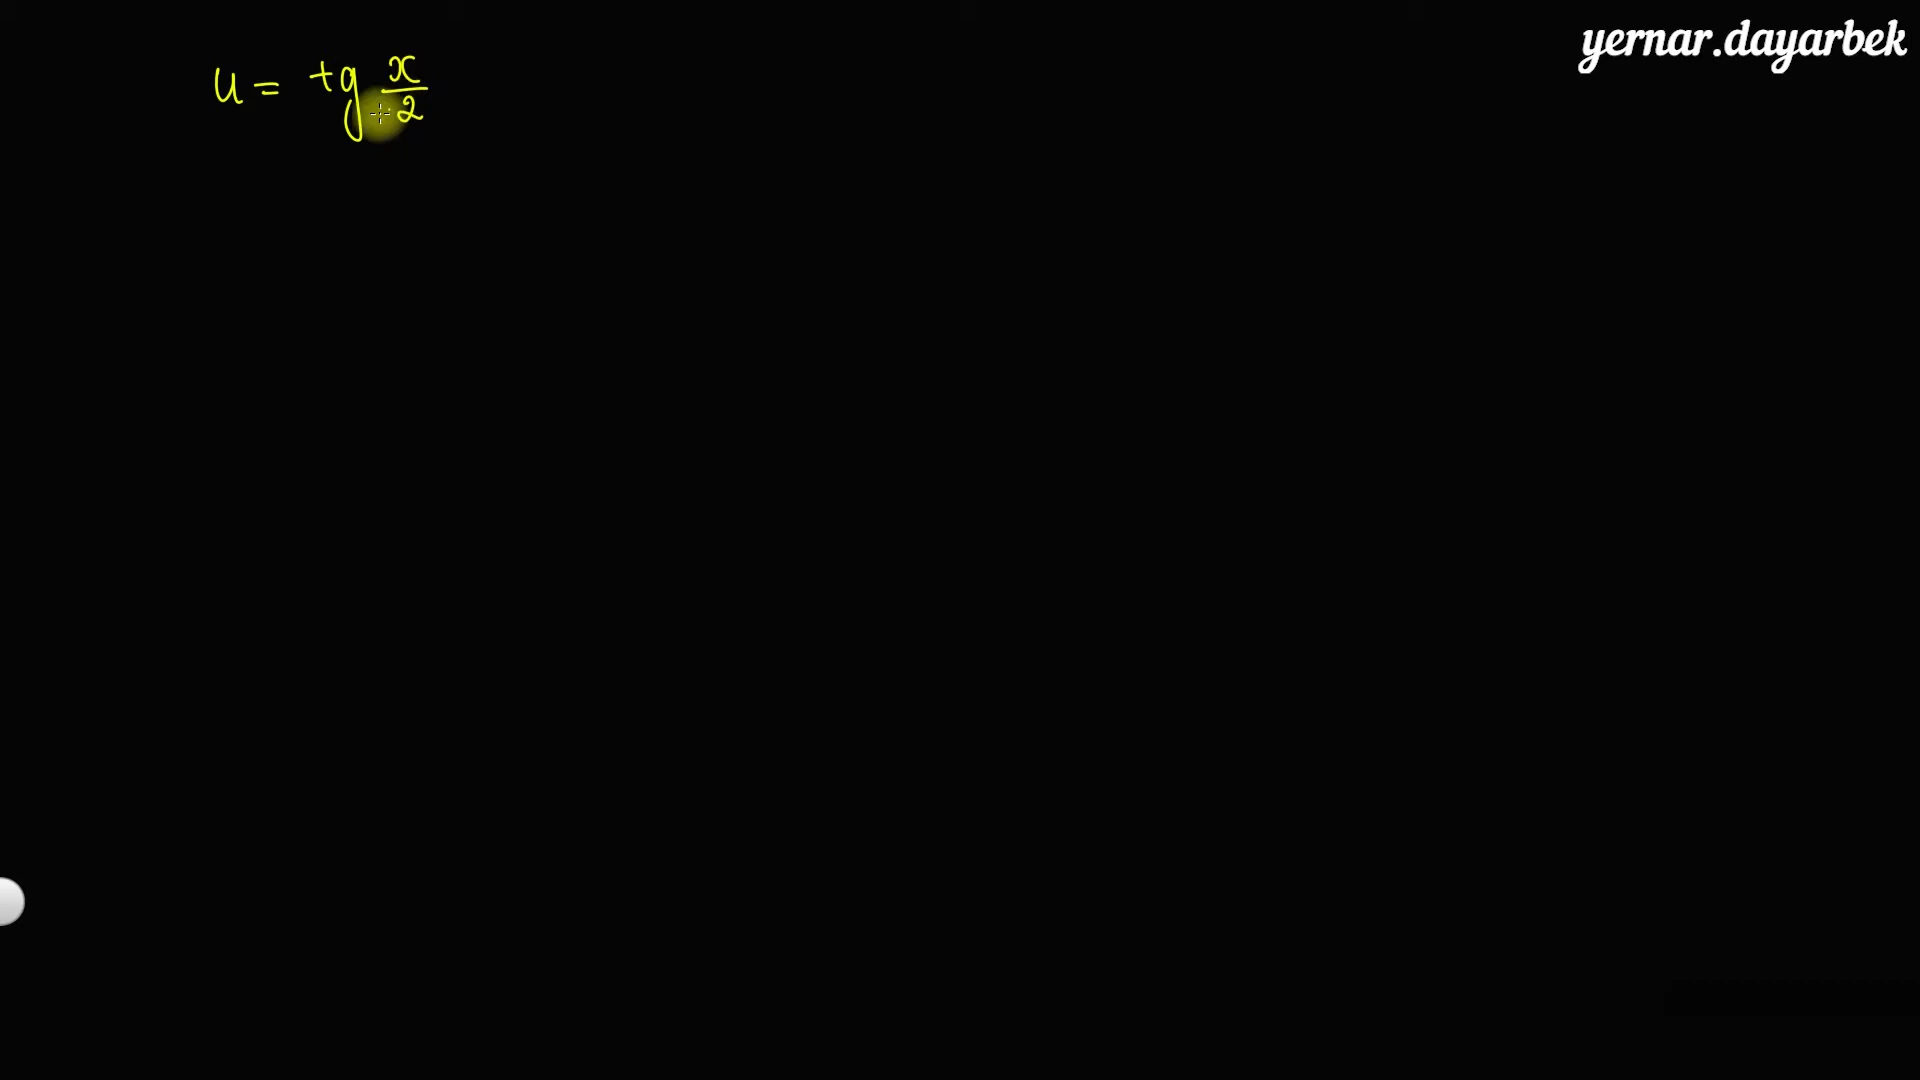 yernar.dayarbek
u = tg x/2